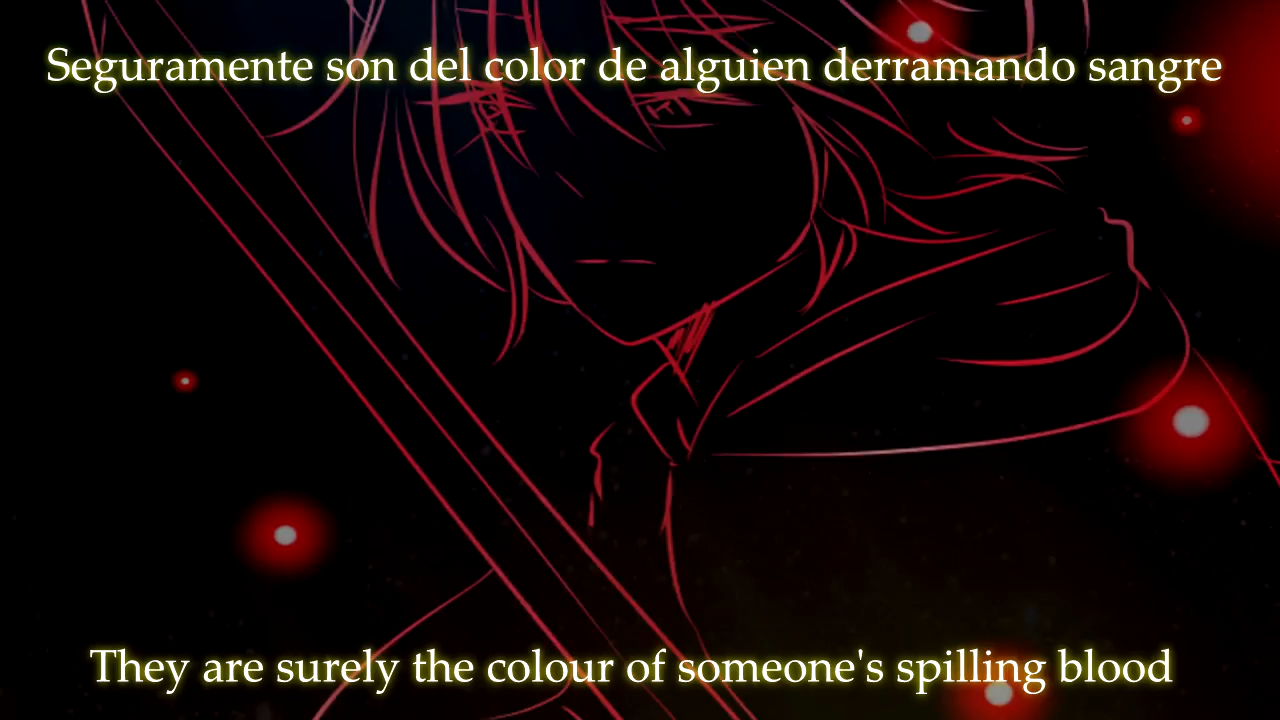 Seguramente son del color de alguien derramando sangre
They are surely the colour of someone's spilling blood